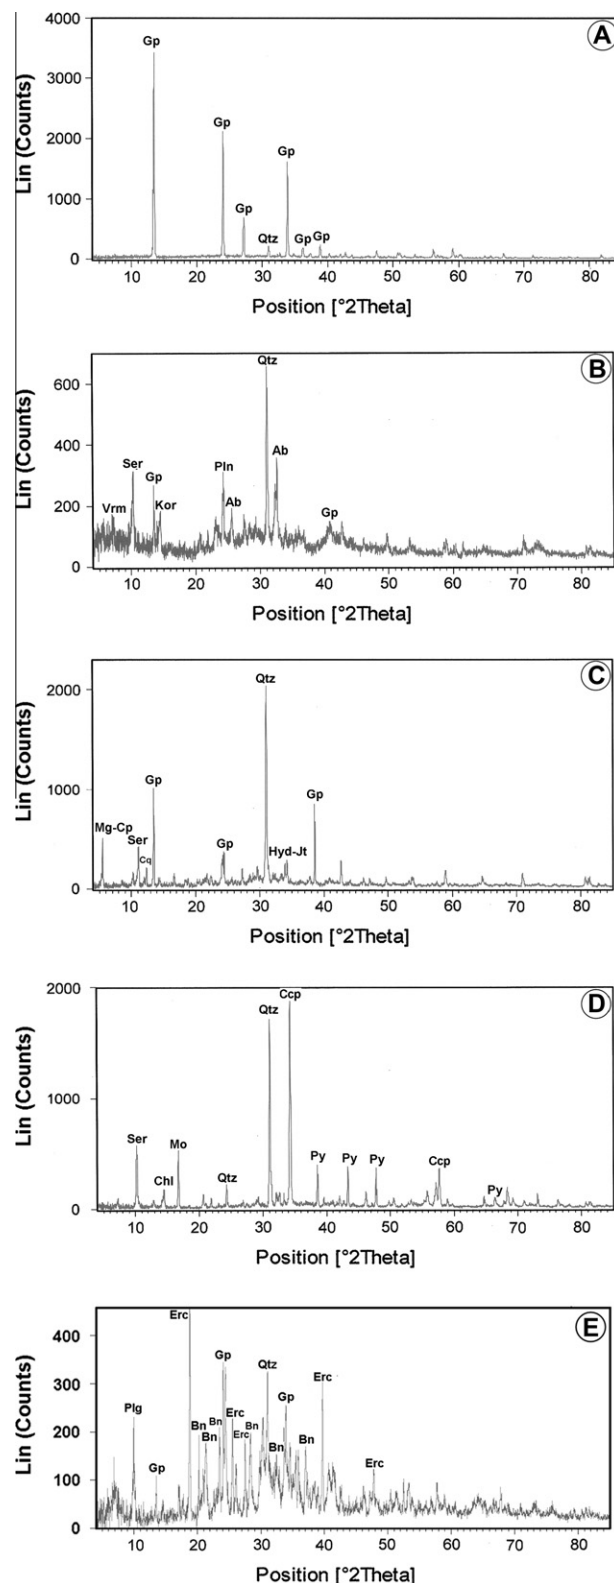 A
4000
3000
2000
1000
0
Lin (Counts)
Gp
Gp
Gp
Gp
Qtz
Gp
Gp
10 20 30 40 50 60 70 80
Position [°2Theta]
B
600
400
200
0
Lin (Counts)
Qtz
Ab
Ser
Pln
Gp
Kor
Vrm
Ab
Gp
10 20 30 40 50 60 70 80
Position [°2Theta]
C
2000
1000
0
Lin (Counts)
Qtz
Gp
Gp
Mg-Cp
Ser
Cq
Gp
Hyd-Jt
10 20 30 40 50 60 70 80
Position [°2Theta]
D
2000
1000
0
Lin (Counts)
Ccp
Qtz
Ser
Mo
Chl
Qtz
Py
Py
Py
Ccp
Py
10 20 30 40 50 60 70 80
Position [°2Theta]
E
400
300
200
100
0
Lin (Counts)
Erc
Gp
Qtz
Erc
Plg
Gp
Bn
Bn
Bn
Erc
Erc
Bn
Gp
Bn
Bn
Erc
10 20 30 40 50 60 70 80
Position [°2Theta]